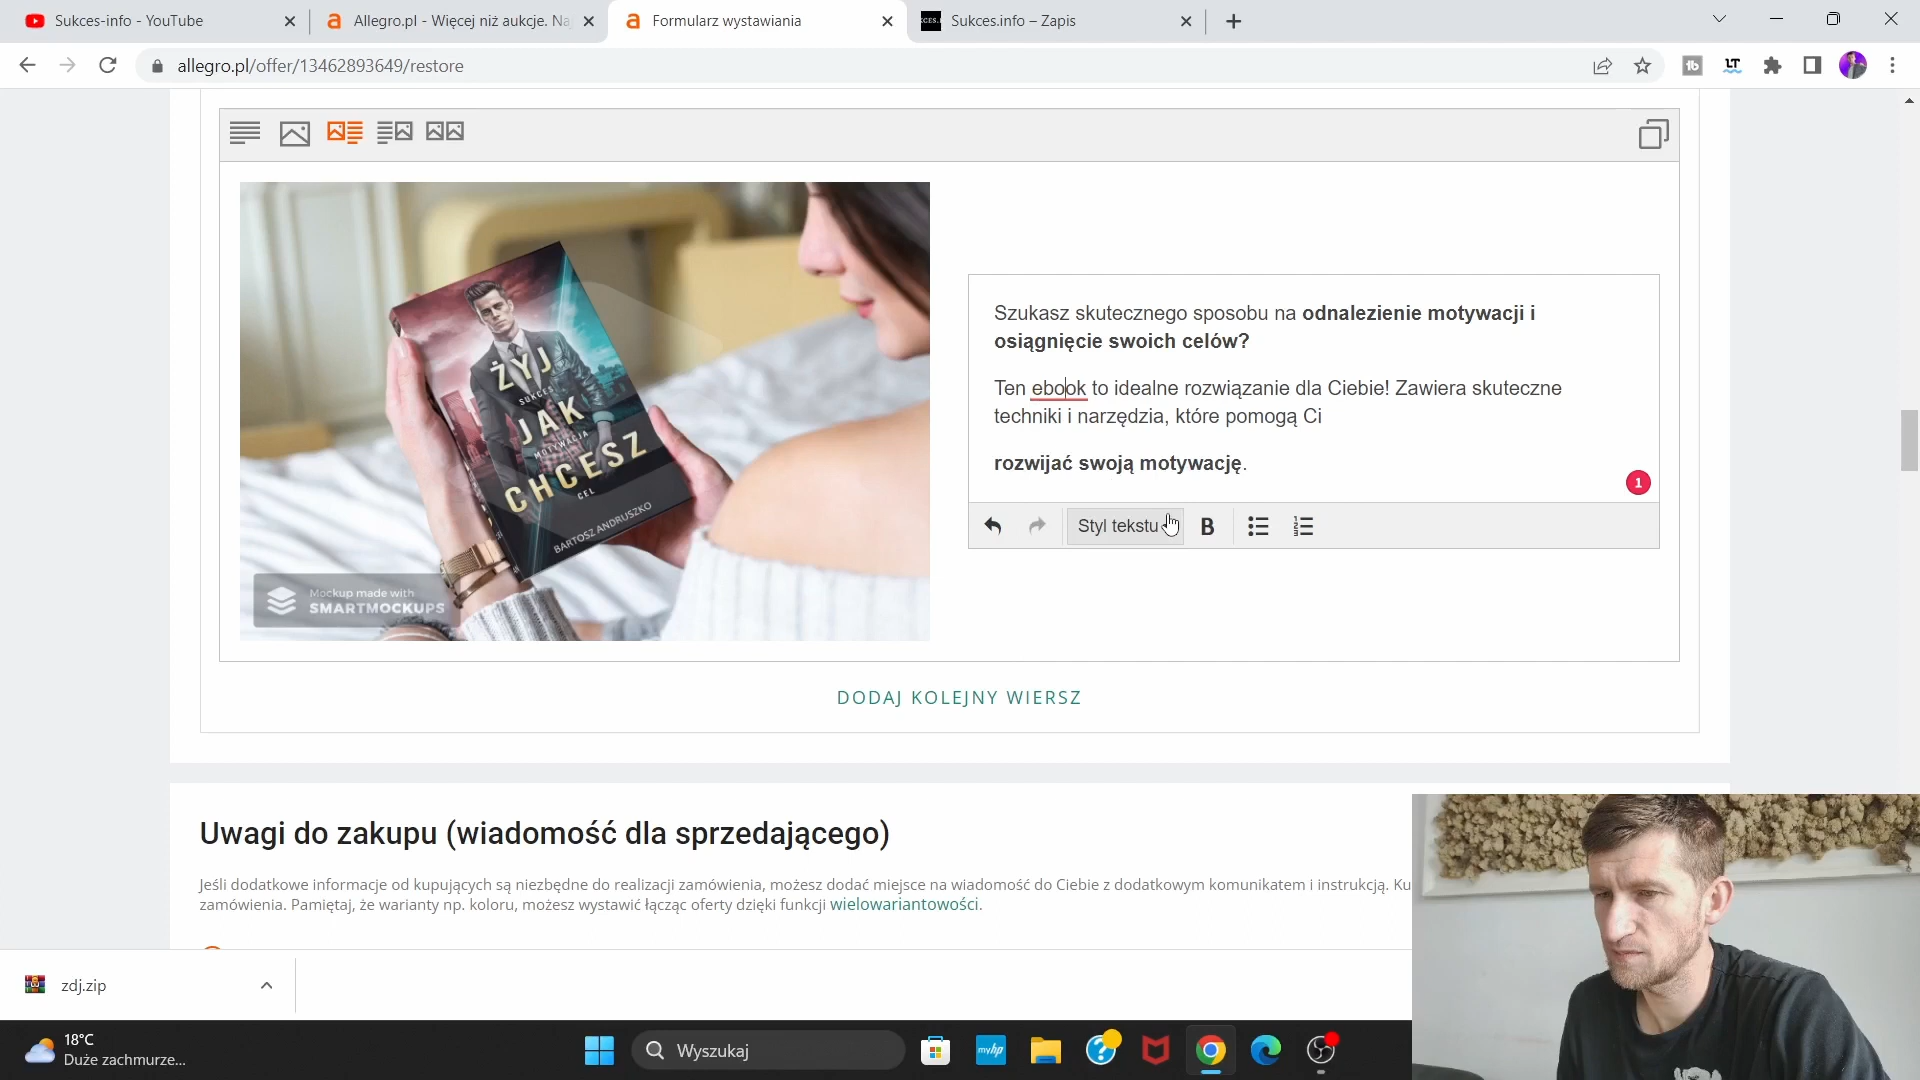 Sukces-info - YouTube
Allegro.pl - Więcej niż aukcje. Na
Formularz wystawiania
Sukces.info – Zapis
allegro.pl/offer/13462893649/restore
ŻYJ
SUKCES
JAK
MOTYWACJA
CHCESZ
CEL
BARTOSZ ANDRUSZKO
Mockup made with
SMARTMOCKUPS
Szukasz skutecznego sposobu na odnalezienie motywacji i
osiągnięcie swoich celów?
Ten ebook to idealne rozwiązanie dla Ciebie! Zawiera skuteczne
techniki i narzędzia, które pomogą Ci
rozwijać swoją motywację.
1
Styl tekstu
B
DODAJ KOLEJNY WIERSZ
Uwagi do zakupu (wiadomość dla sprzedającego)
Jeśli dodatkowe informacje od kupujących są niezbędne do realizacji zamówienia, możesz dodać miejsce na wiadomość do Ciebie z dodatkowym komunikatem i instrukcją. Ku
zamówienia. Pamiętaj, że warianty np. koloru, możesz wystawić łącząc oferty dzięki funkcji wielowariantowości.
zdj.zip
18°C
Duże zachmurze...
Wyszukaj
myhp